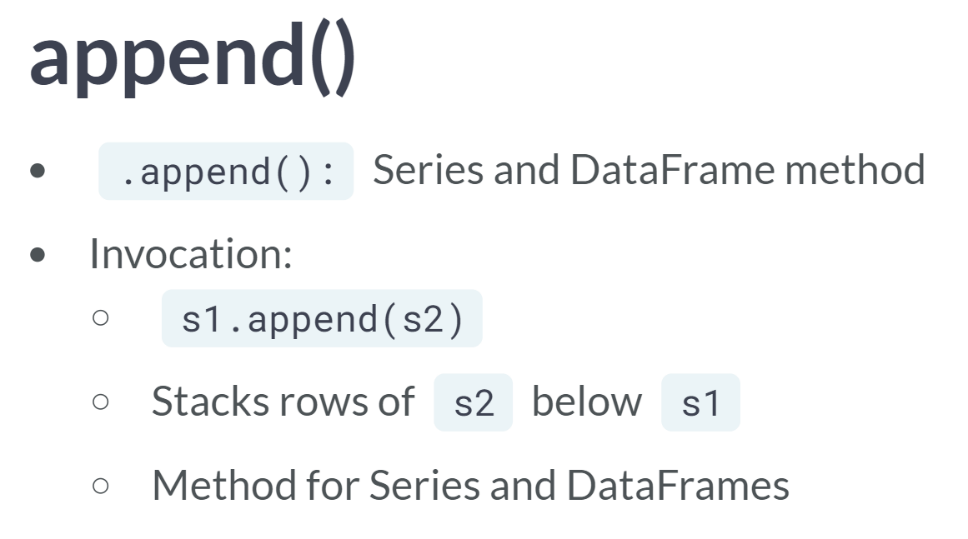 append()
• .append(): Series and DataFrame method
• Invocation:
○ s1.append(s2)
○ Stacks rows of s2 below s1
○ Method for Series and DataFrames